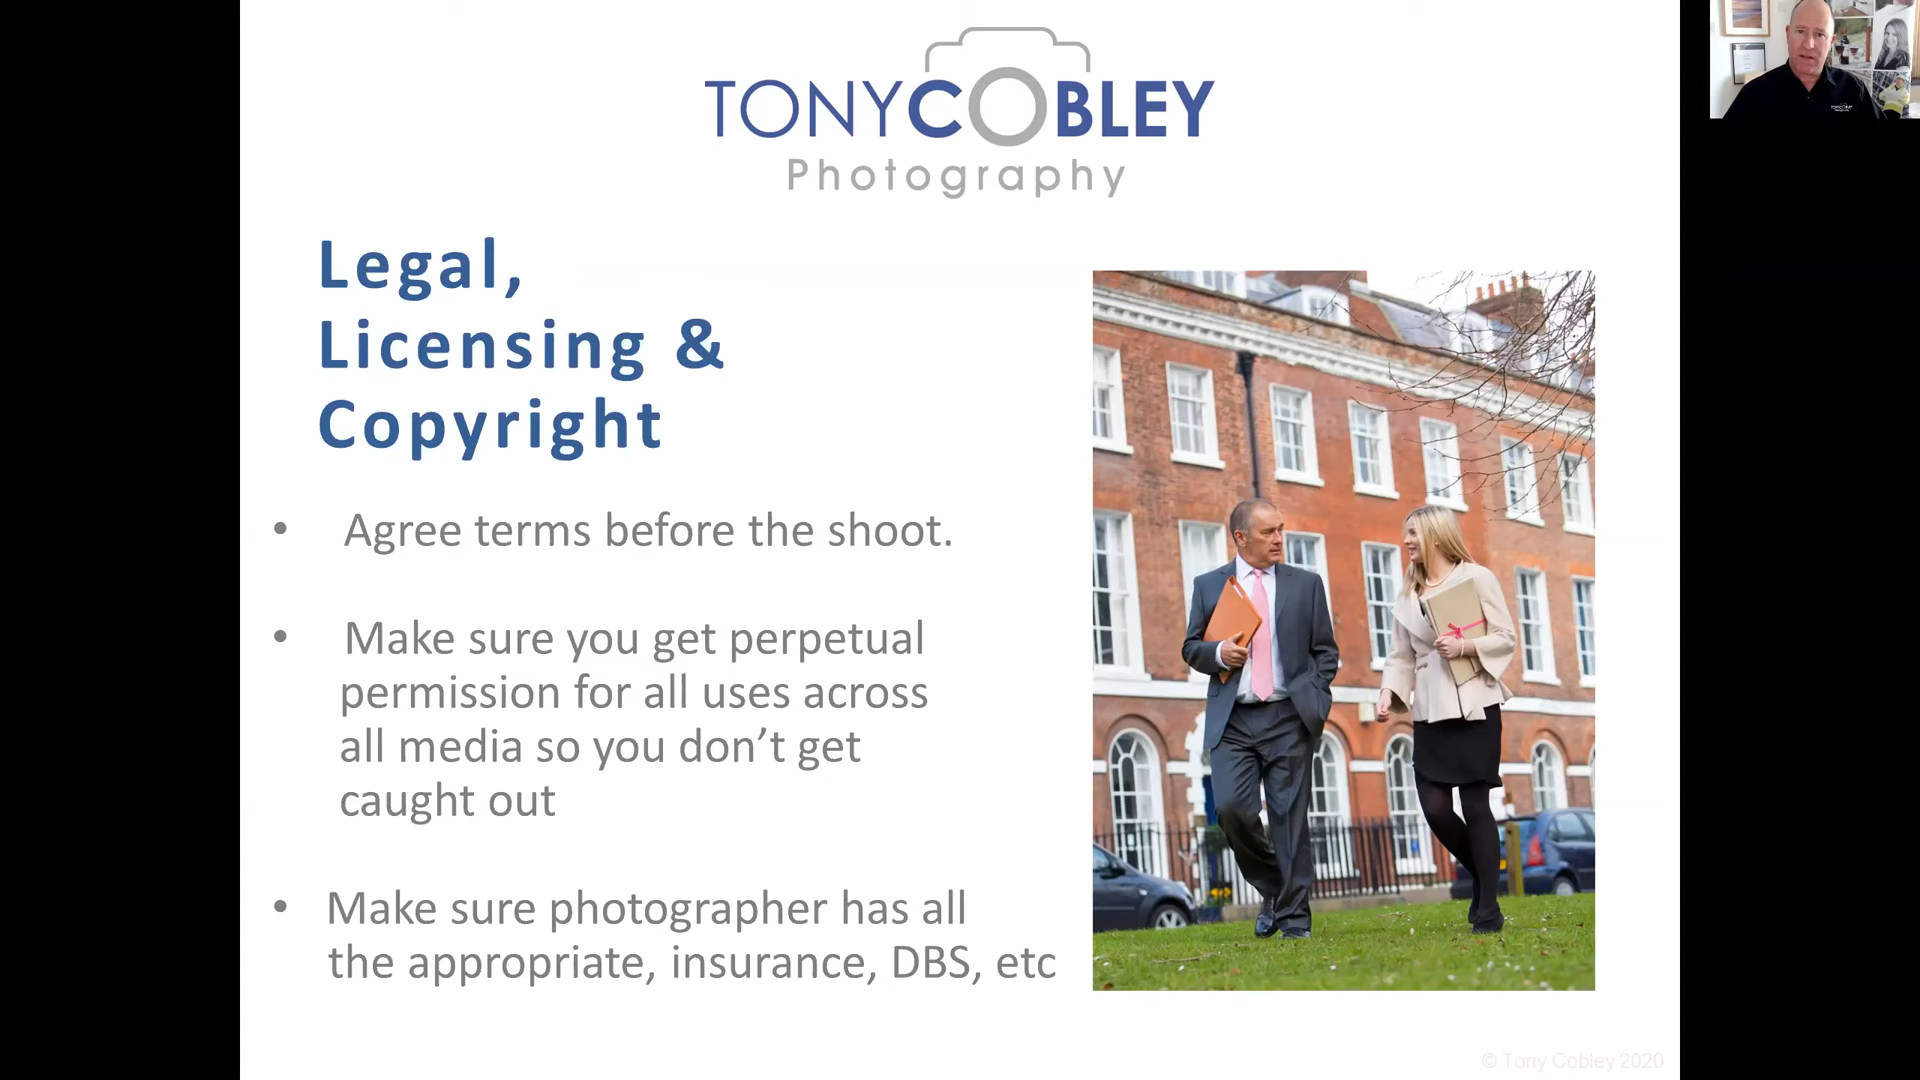 TONYCOBLEY
Photography
Legal,
Licensing &
Copyright
• Agree terms before the shoot.
• Make sure you get perpetual
permission for all uses across
all media so you don’t get
caught out
• Make sure photographer has all
the appropriate, insurance, DBS, etc
© Tony Cobley 2020